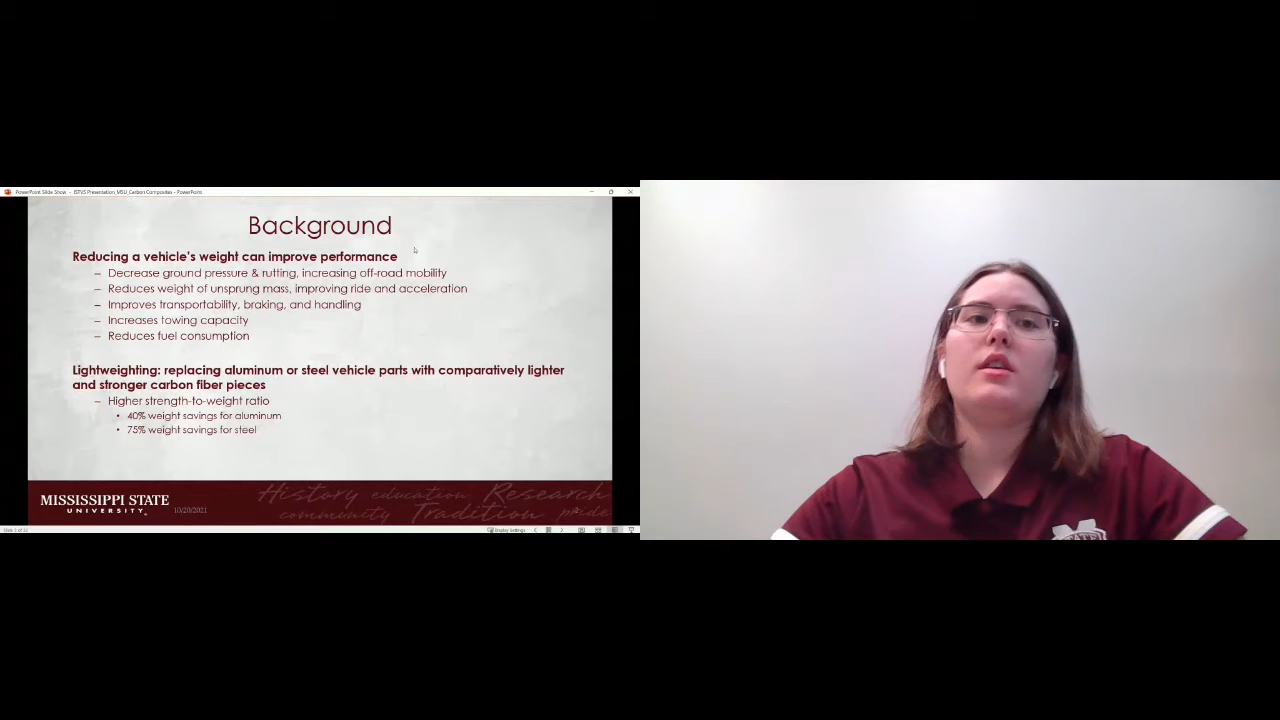 PowerPoint Slide Show - ISTVS Presentation_MSU_Carbon Composites - PowerPoint
Background
Reducing a vehicle's weight can improve performance
– Decrease ground pressure & rutting, increasing off-road mobility
– Reduces weight of unsprung mass, improving ride and acceleration
– Improves transportability, braking, and handling
– Increases towing capacity
– Reduces fuel consumption
Lightweighting: replacing aluminum or steel vehicle parts with comparatively lighter
and stronger carbon fiber pieces
– Higher strength-to-weight ratio
• 40% weight savings for aluminum
• 75% weight savings for steel
MISSISSIPPI STATE
UNIVERSITY
10/20/2021
History education Research
community Tradition pride
Display Settings
STATE